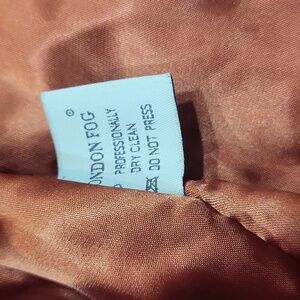 ONDON FOG
PROFESSIONALLY
DRY CLEAN
DO NOT PRESS